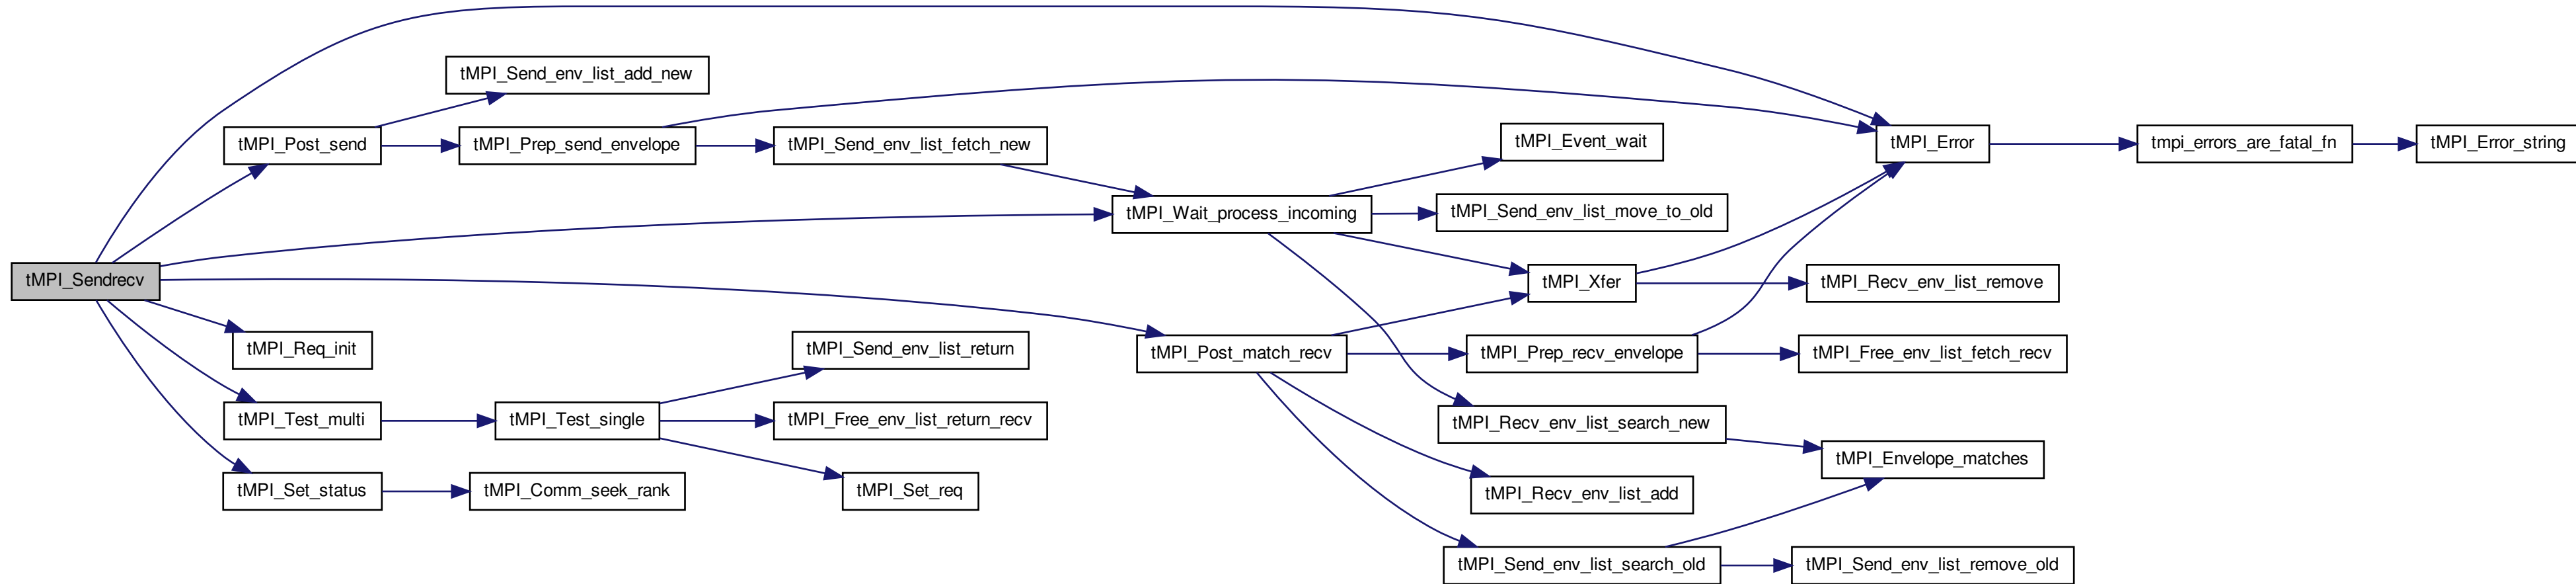 tMPI_Send_env_list_add_new
tMPI_Post_send
tMPI_Prep_send_envelope
tMPI_Send_env_list_fetch_new
tMPI_Event_wait
tMPI_Error
tmpi_errors_are_fatal_fn
tMPI_Error_string
tMPI_Wait_process_incoming
tMPI_Send_env_list_move_to_old
tMPI_Sendrecv
tMPI_Xfer
tMPI_Recv_env_list_remove
tMPI_Req_init
tMPI_Send_env_list_return
tMPI_Post_match_recv
tMPI_Prep_recv_envelope
tMPI_Free_env_list_fetch_recv
tMPI_Test_multi
tMPI_Test_single
tMPI_Free_env_list_return_recv
tMPI_Recv_env_list_search_new
tMPI_Envelope_matches
tMPI_Set_status
tMPI_Comm_seek_rank
tMPI_Set_req
tMPI_Recv_env_list_add
tMPI_Send_env_list_search_old
tMPI_Send_env_list_remove_old